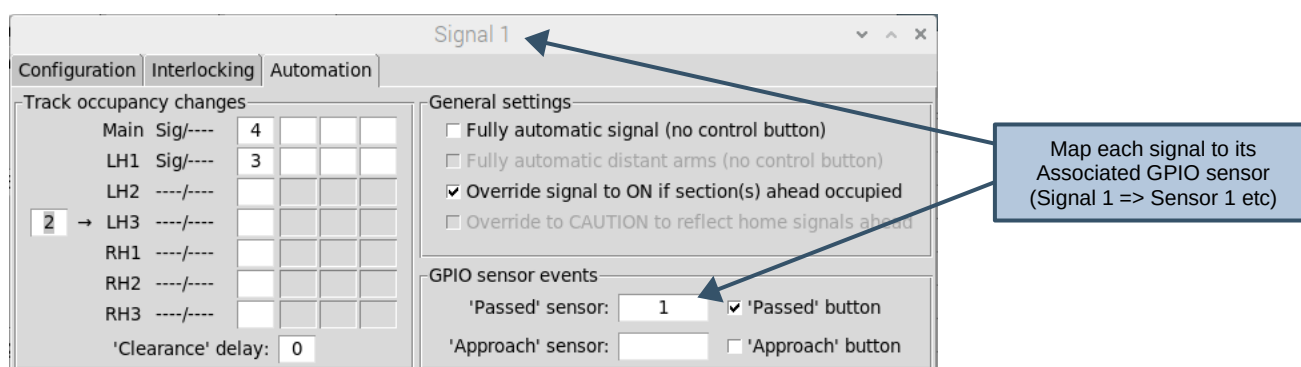 Signal 1
Configuration Interlocking Automation
Track occupancy changes
Main Sig/---- 4
LH1 Sig/---- 3
LH2 ----/----
2 → LH3 ----/----
RH1 ----/----
RH2 ----/----
RH3 ----/----
'Clearance' delay: 0
General settings
Fully automatic signal (no control button)
Fully automatic distant arms (no control button)
Override signal to ON if section(s) ahead occupied
Override to CAUTION to reflect home signals ahead
GPIO sensor events
'Passed' sensor: 1 'Passed' button
'Approach' sensor: 'Approach' button
Map each signal to its
Associated GPIO sensor
(Signal 1 => Sensor 1 etc)